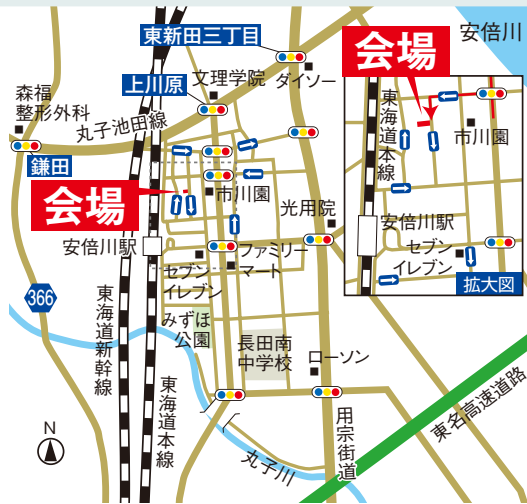 東新田三丁目
安倍川
会場
上川原
文理学院
ダイソー
森福
整形外科
丸子池田線
鎌田
東海道本線
市川園
会場
市川園
光用院
安倍川駅
セブン
イレブン
拡大図
安倍川駅
ファミリー
マート
セブン
イレブン
366
みずほ
公園
長田南
中学校
ローソン
東海道新幹線
東海道本線
東名高速道路
用宗街道
丸子川
N